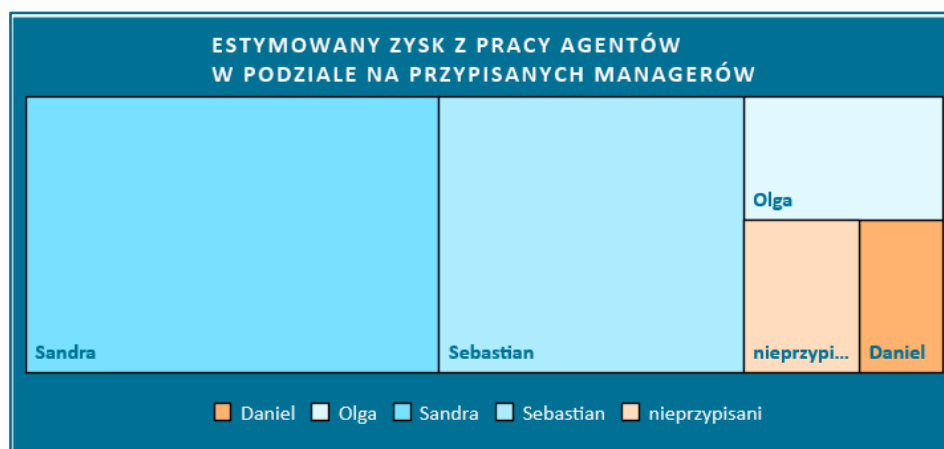 ESTYMOWANY ZYSK Z PRACY AGENTÓW
W PODZIALE NA PRZYPISANYCH MANAGERÓW
Olga
Sandra
Sebastian
nieprzypi...
Daniel
Daniel
Olga
Sandra
Sebastian
nieprzypisani